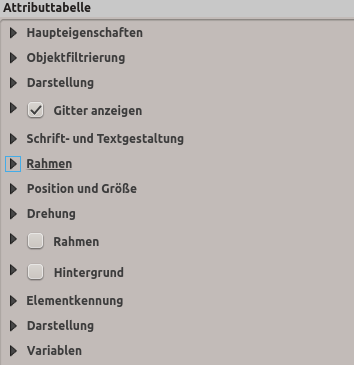 Attributtabelle
Haupteigenschaften
Objektfiltrierung
Darstellung
Gitter anzeigen
Schrift- und Textgestaltung
Rahmen
Position und Größe
Drehung
Rahmen
Hintergrund
Elementkennung
Darstellung
Variablen